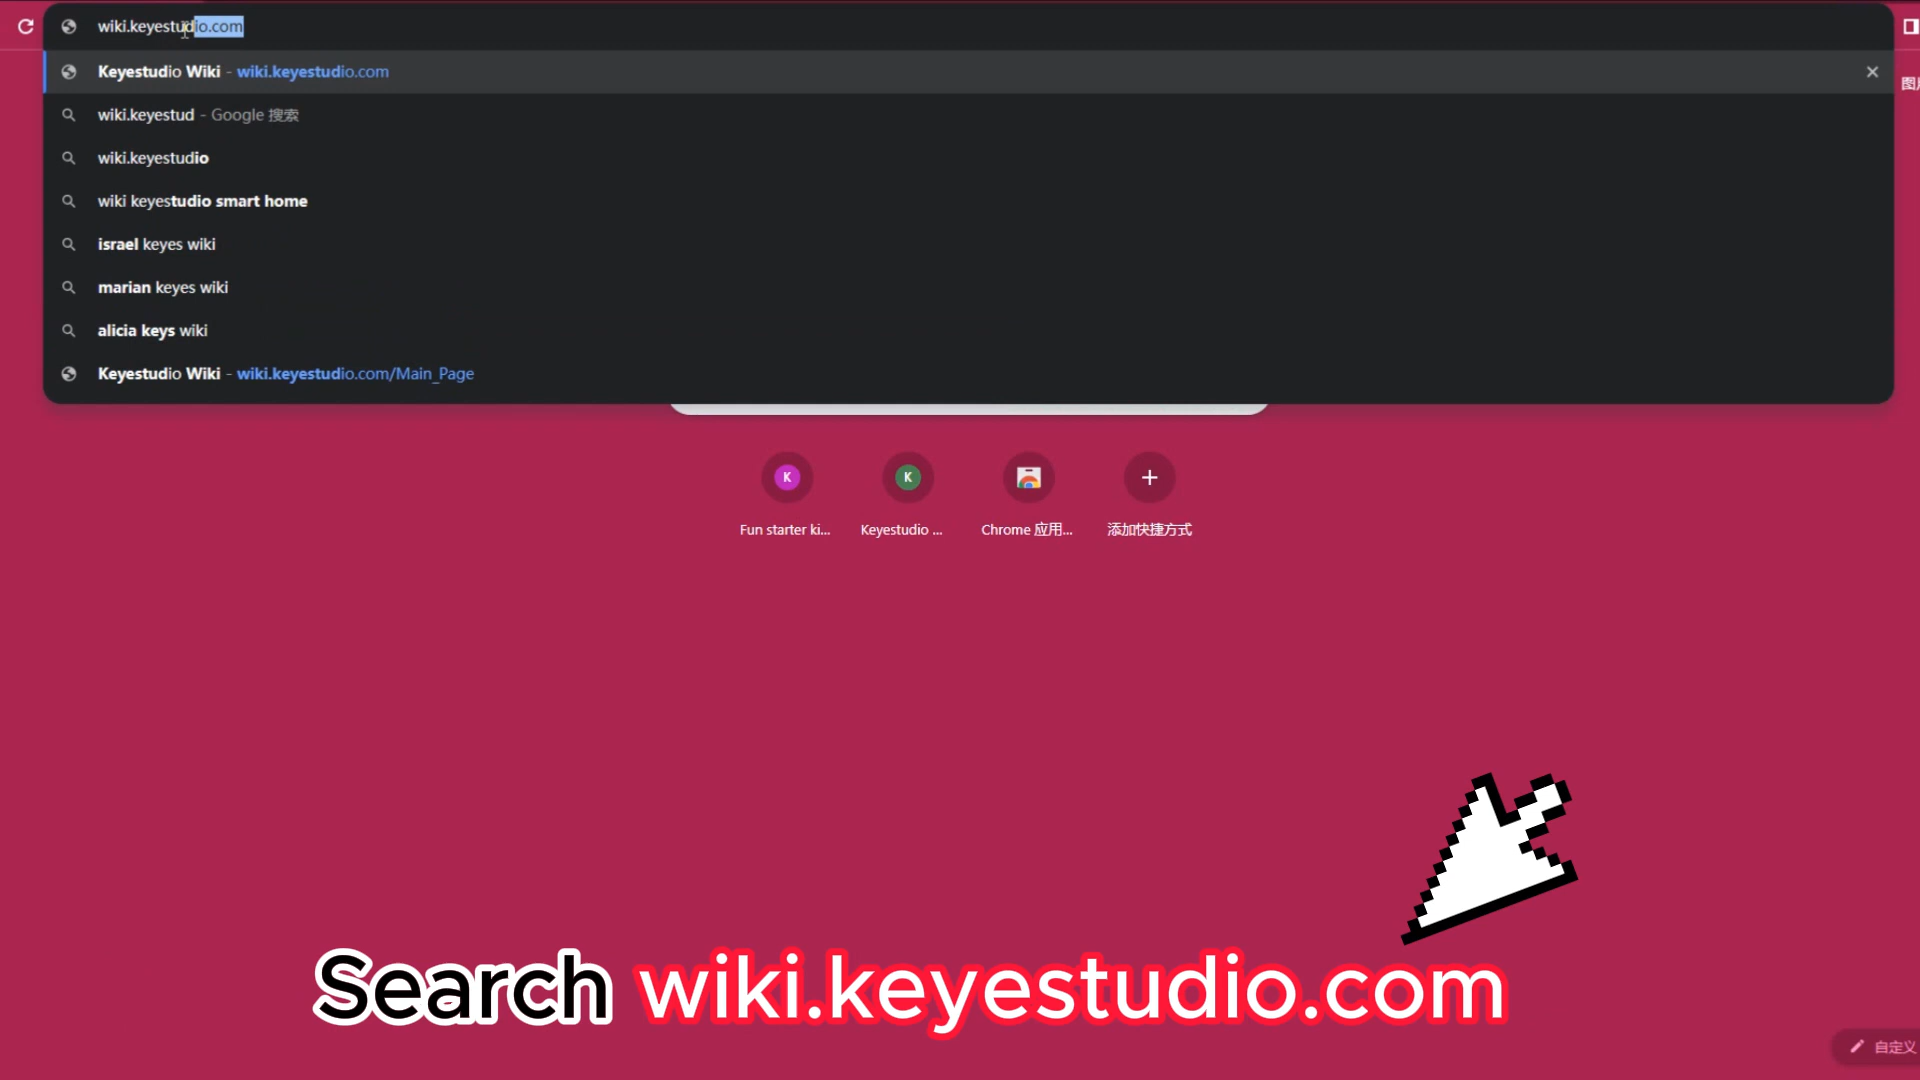 wiki.keyestudio.com
Keyestudio Wiki - wiki.keyestudio.com
wiki.keyestud - Google 搜索
wiki.keyestudio
wiki keyestudio smart home
israel keyes wiki
marian keyes wiki
alicia keys wiki
Keyestudio Wiki - wiki.keyestudio.com/Main_Page
K
K
Fun starter ki...
Keyestudio ...
Chrome 应用...
添加快捷方式
Search wiki.keyestudio.com
自定义